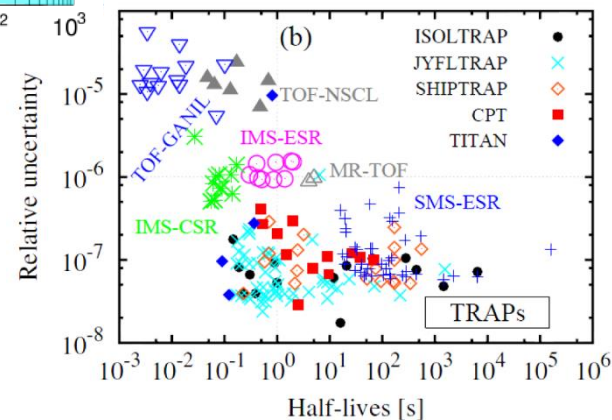 2
10³
(b)
ISOLTRAP
JYFLTRAP
SHIPTRAP
CPT
TITAN
10⁻⁵
TOF-NSCL
TOF-GANIL
IMS-ESR
10⁻⁶
MR-TOF
IMS-CSR
SMS-ESR
10⁻⁷
TRAPs
10⁻⁸
Relative uncertainty
10⁻³ 10⁻² 10⁻¹ 10⁰ 10¹ 10² 10³ 10⁴ 10⁵ 10⁶
Half-lives [s]